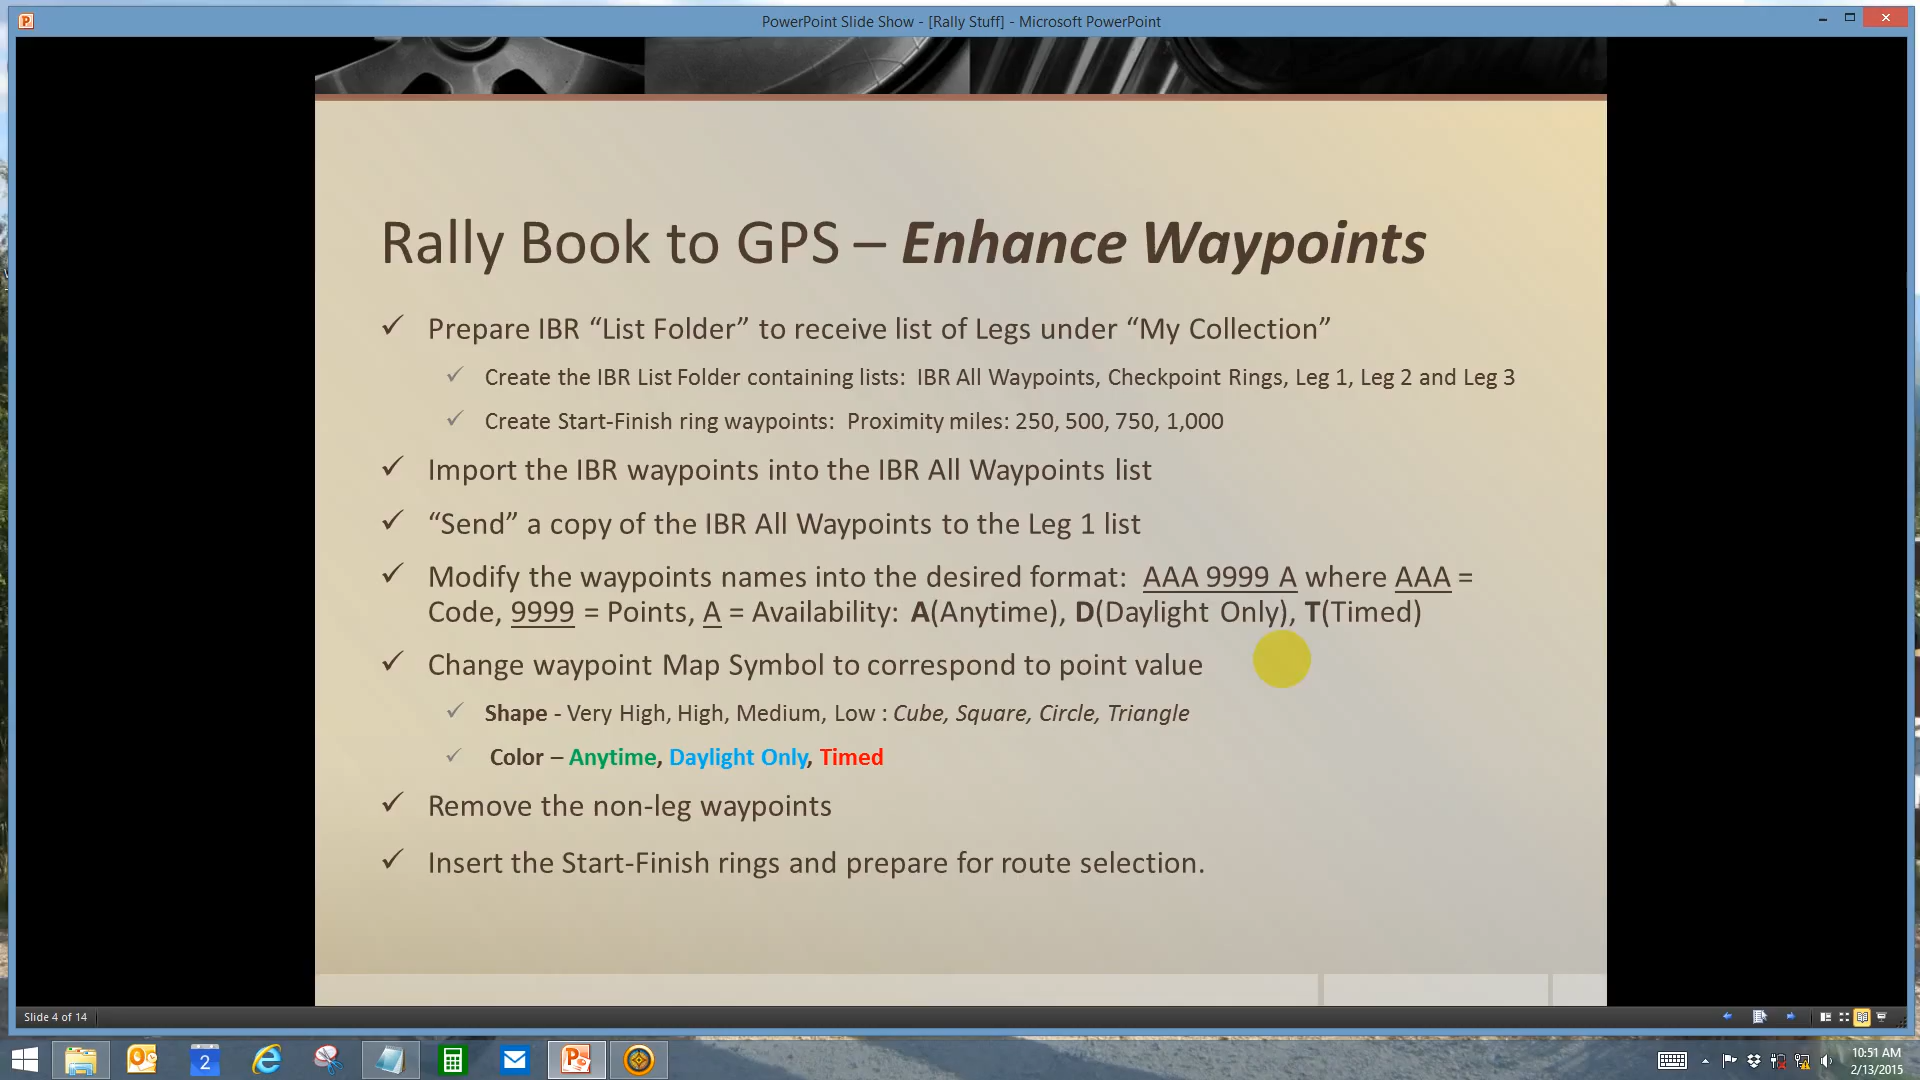 PowerPoint Slide Show - [Rally Stuff] - Microsoft PowerPoint
Rally Book to GPS – Enhance Waypoints
Prepare IBR “List Folder” to receive list of Legs under “My Collection”
Create the IBR List Folder containing lists: IBR All Waypoints, Checkpoint Rings, Leg 1, Leg 2 and Leg 3
Create Start-Finish ring waypoints: Proximity miles: 250, 500, 750, 1,000
Import the IBR waypoints into the IBR All Waypoints list
“Send” a copy of the IBR All Waypoints to the Leg 1 list
Modify the waypoints names into the desired format: AAA 9999 A where AAA =
Code, 9999 = Points, A = Availability: A(Anytime), D(Daylight Only), T(Timed)
Change waypoint Map Symbol to correspond to point value
Shape - Very High, High, Medium, Low : Cube, Square, Circle, Triangle
Color – Anytime, Daylight Only, Timed
Remove the non-leg waypoints
Insert the Start-Finish rings and prepare for route selection.
Slide 4 of 14
2
10:51 AM
2/13/2015